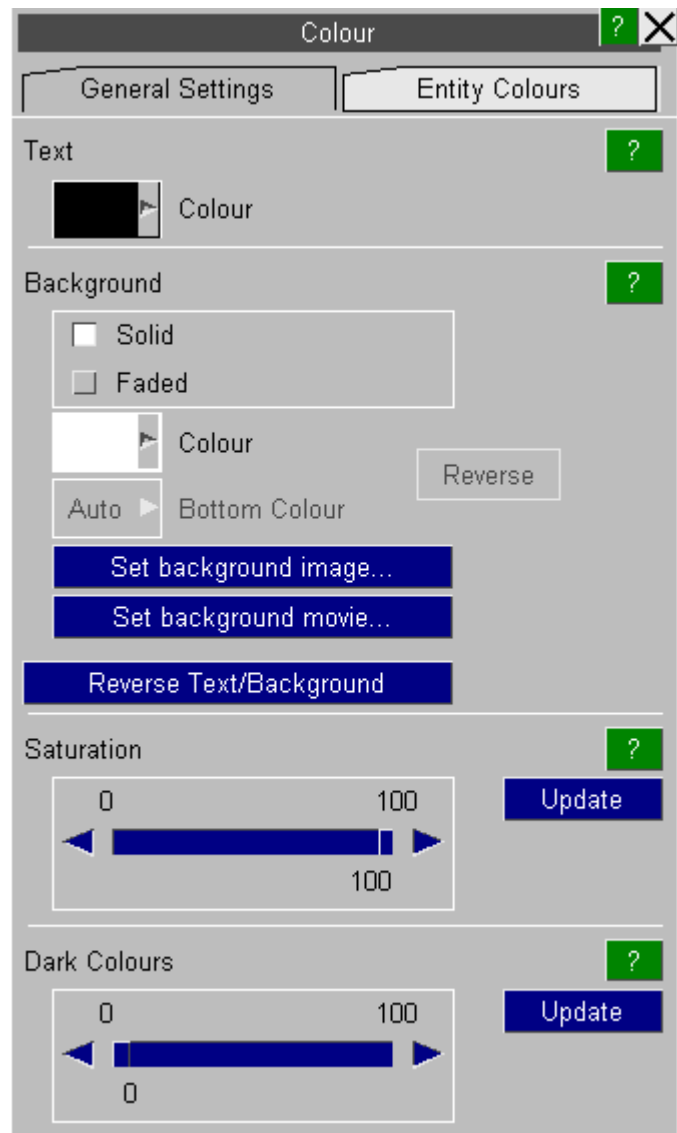 Colour ?
General Settings Entity Colours
Text ?
Colour
Background ?
Solid
Faded
Colour
Reverse
Auto Bottom Colour
Set background image...
Set background movie...
Reverse Text/Background
Saturation ?
0 100 Update
100
Dark Colours ?
0 100 Update
0